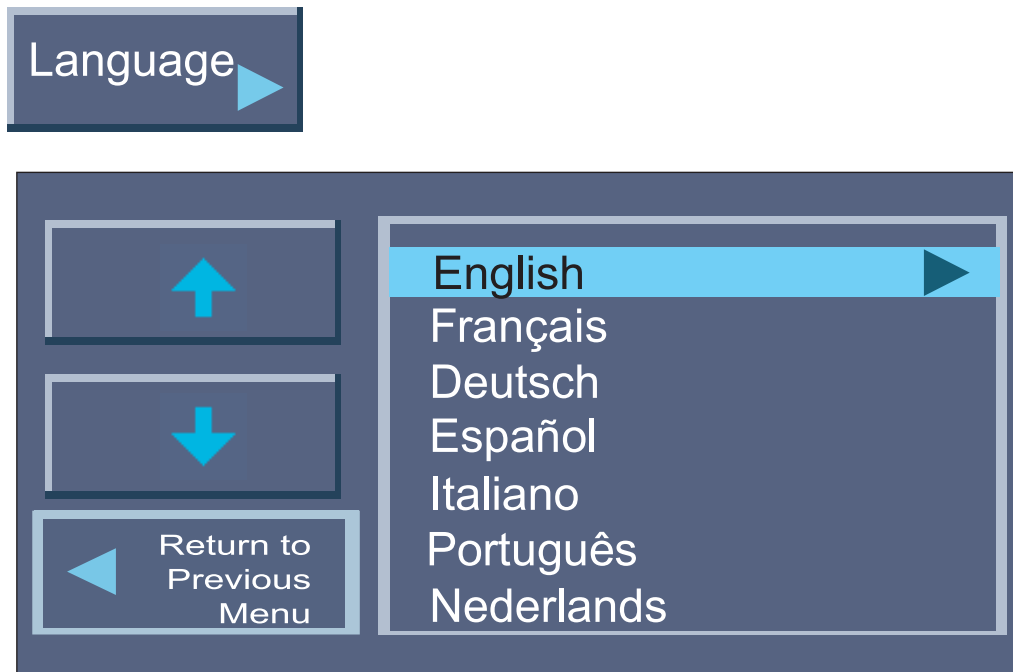 Language
English
Français
Deutsch
Español
Italiano
Português
Nederlands
Return to
Previous
Menu